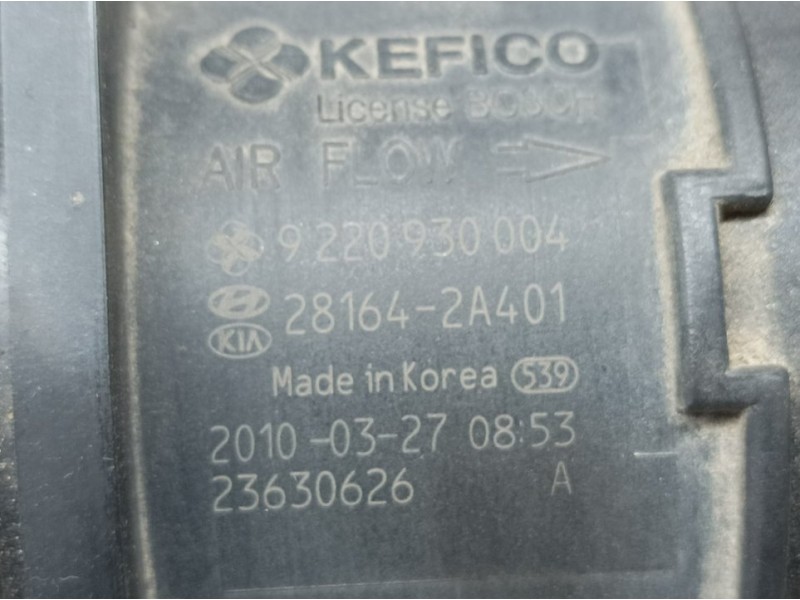 KEFICO
License BOSCH
AIR FLOW
9 220 930 004
28164-2A401
KIA
Made in Korea 539
2010-03-27 08:53
23630626 A